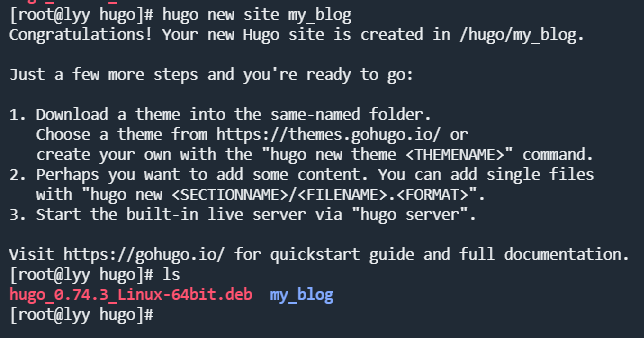 [root@lyy hugo]# hugo new site my_blog
Congratulations! Your new Hugo site is created in /hugo/my_blog.

Just a few more steps and you're ready to go:

1. Download a theme into the same-named folder.
   Choose a theme from https://themes.gohugo.io/ or
   create your own with the "hugo new theme <THEMENAME>" command.
2. Perhaps you want to add some content. You can add single files
   with "hugo new <SECTIONNAME>/<FILENAME>.<FORMAT>".
3. Start the built-in live server via "hugo server".

Visit https://gohugo.io/ for quickstart guide and full documentation.
[root@lyy hugo]# ls
hugo_0.74.3_Linux-64bit.deb  my_blog
[root@lyy hugo]#